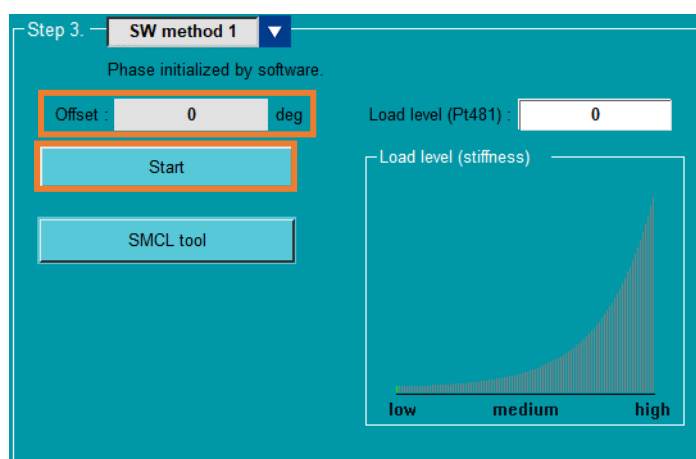 Step 3. SW method 1
Phase initialized by software.
Offset : 0 deg
Load level (Pt481) : 0
Start
Load level (stiffness)
SMCL tool
low medium high